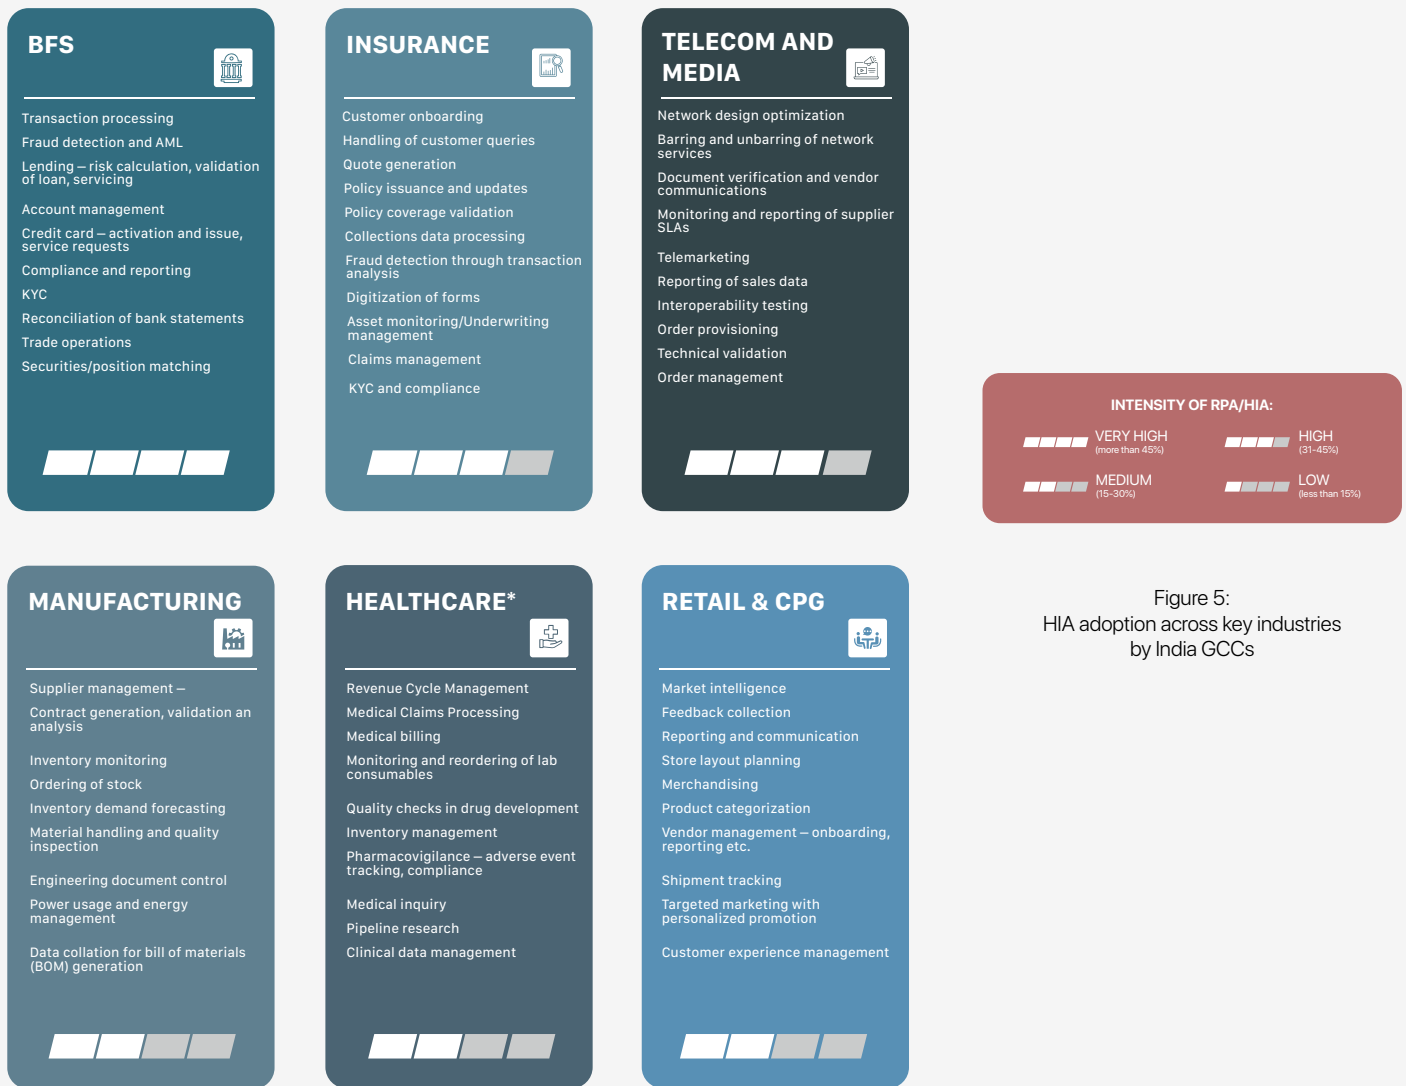 BFS
Transaction processing
Fraud detection and AML
Lending – risk calculation, validation
of loan, servicing
Account management
Credit card – activation and issue,
service requests
Compliance and reporting
KYC
Reconciliation of bank statements
Trade operations
Securities/position matching
INSURANCE
Customer onboarding
Handling of customer queries
Quote generation
Policy issuance and updates
Policy coverage validation
Collections data processing
Fraud detection through transaction
analysis
Digitization of forms
Asset monitoring/Underwriting
management
Claims management
KYC and compliance
TELECOM AND
MEDIA
Network design optimization
Barring and unbarring of network
services
Document verification and vendor
communications
Monitoring and reporting of supplier
SLAs
Telemarketing
Reporting of sales data
Interoperability testing
Order provisioning
Technical validation
Order management
INTENSITY OF RPA/HIA:
VERY HIGH
(more than 45%)
HIGH
(31-45%)
MEDIUM
(15-30%)
LOW
(less than 15%)
MANUFACTURING
Supplier management –
Contract generation, validation an
analysis
Inventory monitoring
Ordering of stock
Inventory demand forecasting
Material handling and quality
inspection
Engineering document control
Power usage and energy
management
Data collation for bill of materials
(BOM) generation
HEALTHCARE*
Revenue Cycle Management
Medical Claims Processing
Medical billing
Monitoring and reordering of lab
consumables
Quality checks in drug development
Inventory management
Pharmacovigilance – adverse event
tracking, compliance
Medical inquiry
Pipeline research
Clinical data management
RETAIL & CPG
Market intelligence
Feedback collection
Reporting and communication
Store layout planning
Merchandising
Product categorization
Vendor management – onboarding,
reporting etc.
Shipment tracking
Targeted marketing with
personalized promotion
Customer experience management
Figure 5:
HIA adoption across key industries
by India GCCs